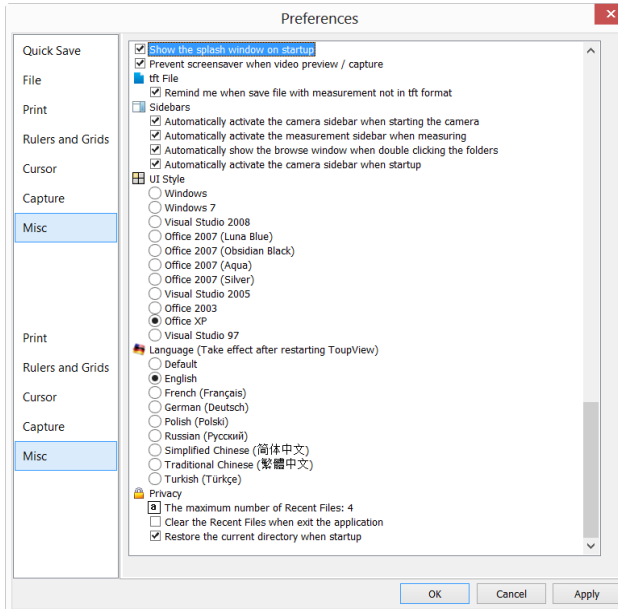 Preferences
Quick Save
File
Print
Rulers and Grids
Cursor
Capture
Misc
Print
Rulers and Grids
Cursor
Capture
Misc
Show the splash window on startup
Prevent screensaver when video preview / capture
tft File
Remind me when save file with measurement not in tft format
Sidebars
Automatically activate the camera sidebar when starting the camera
Automatically activate the measurement sidebar when measuring
Automatically show the browse window when double clicking the folders
Automatically activate the camera sidebar when startup
UI Style
Windows
Windows 7
Visual Studio 2008
Office 2007 (Luna Blue)
Office 2007 (Obsidian Black)
Office 2007 (Aqua)
Office 2007 (Silver)
Visual Studio 2005
Office 2003
Office XP
Visual Studio 97
Language (Take effect after restarting ToupView)
Default
English
French (Français)
German (Deutsch)
Polish (Polski)
Russian (Русский)
Simplified Chinese (简体中文)
Traditional Chinese (繁體中文)
Turkish (Türkçe)
Privacy
a The maximum number of Recent Files: 4
Clear the Recent Files when exit the application
Restore the current directory when startup
OK Cancel Apply